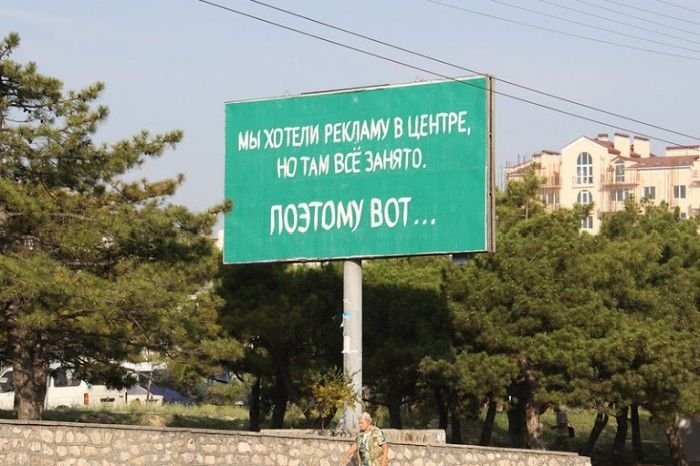 МЫ ХОТЕЛИ РЕКЛАМУ В ЦЕНТРЕ,
НО ТАМ ВСЁ ЗАНЯТО.
ПОЭТОМУ ВОТ...